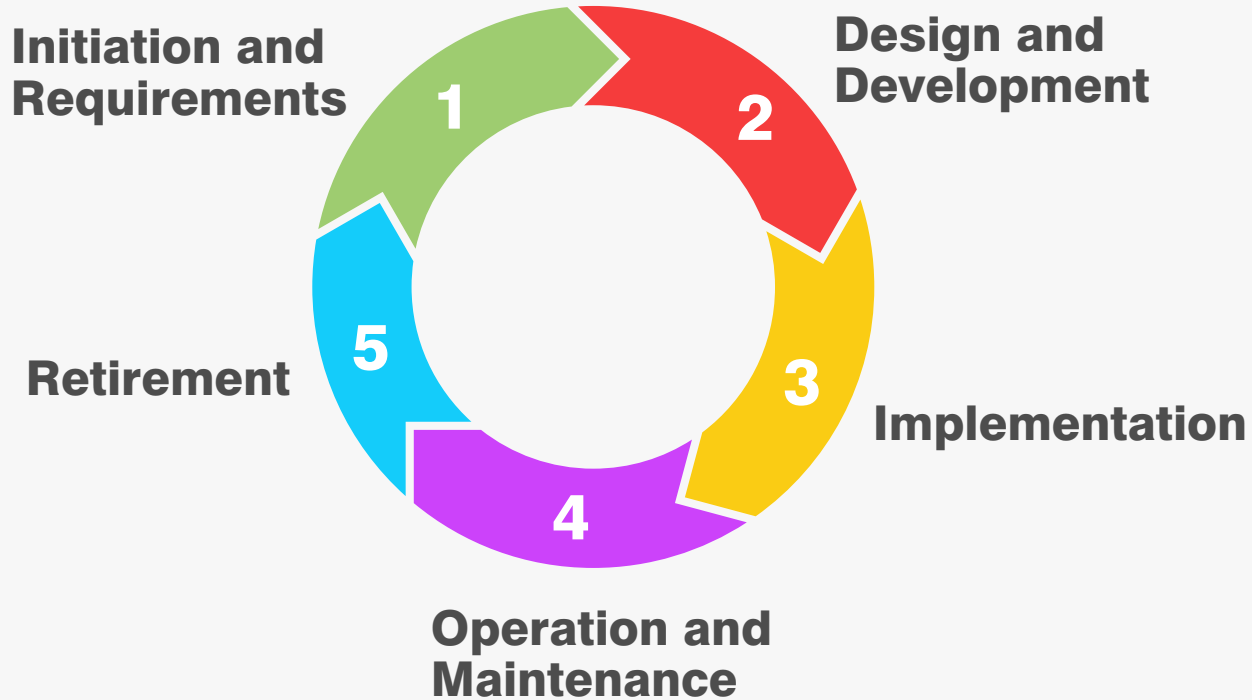 Initiation and
Requirements
1
Design and
Development
2
3
Implementation
4
Operation and
Maintenance
5
Retirement